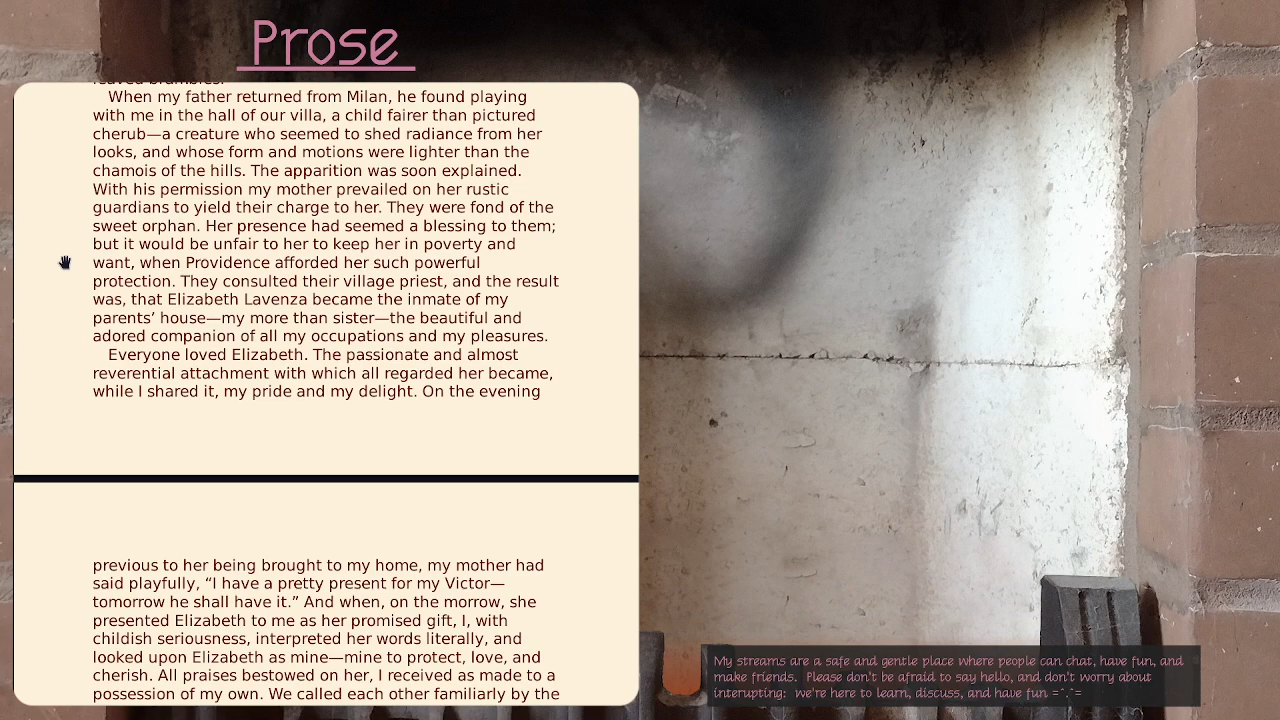 Prose
leaved brambles.
When my father returned from Milan, he found playing
with me in the hall of our villa, a child fairer than pictured
cherub—a creature who seemed to shed radiance from her
looks, and whose form and motions were lighter than the
chamois of the hills. The apparition was soon explained.
With his permission my mother prevailed on her rustic
guardians to yield their charge to her. They were fond of the
sweet orphan. Her presence had seemed a blessing to them;
but it would be unfair to her to keep her in poverty and
want, when Providence afforded her such powerful
protection. They consulted their village priest, and the result
was, that Elizabeth Lavenza became the inmate of my
parents’ house—my more than sister—the beautiful and
adored companion of all my occupations and my pleasures.
Everyone loved Elizabeth. The passionate and almost
reverential attachment with which all regarded her became,
while I shared it, my pride and my delight. On the evening
previous to her being brought to my home, my mother had
said playfully, “I have a pretty present for my Victor—
tomorrow he shall have it.” And when, on the morrow, she
presented Elizabeth to me as her promised gift, I, with
childish seriousness, interpreted her words literally, and
looked upon Elizabeth as mine—mine to protect, love, and
cherish. All praises bestowed on her, I received as made to a
possession of my own. We called each other familiarly by the
My streams are a safe and gentle place where people can chat, have fun, and
make friends. Please don't be afraid to say hello, and don't worry about
interupting: we're here to learn, discuss, and have fun =^.^=